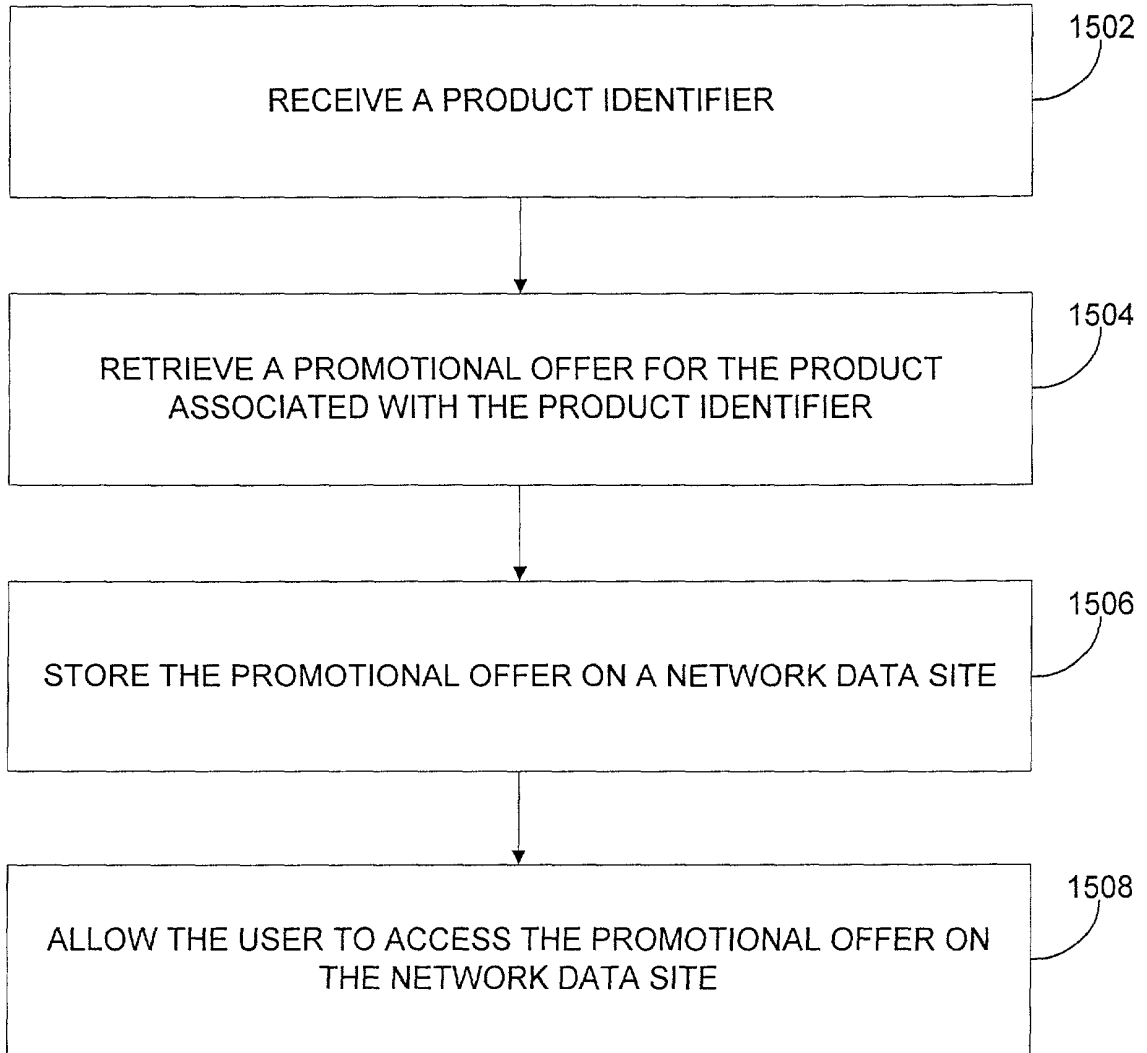 1502
RECEIVE A PRODUCT IDENTIFIER
1504
RETRIEVE A PROMOTIONAL OFFER FOR THE PRODUCT
ASSOCIATED WITH THE PRODUCT IDENTIFIER
1506
STORE THE PROMOTIONAL OFFER ON A NETWORK DATA SITE
1508
ALLOW THE USER TO ACCESS THE PROMOTIONAL OFFER ON
THE NETWORK DATA SITE